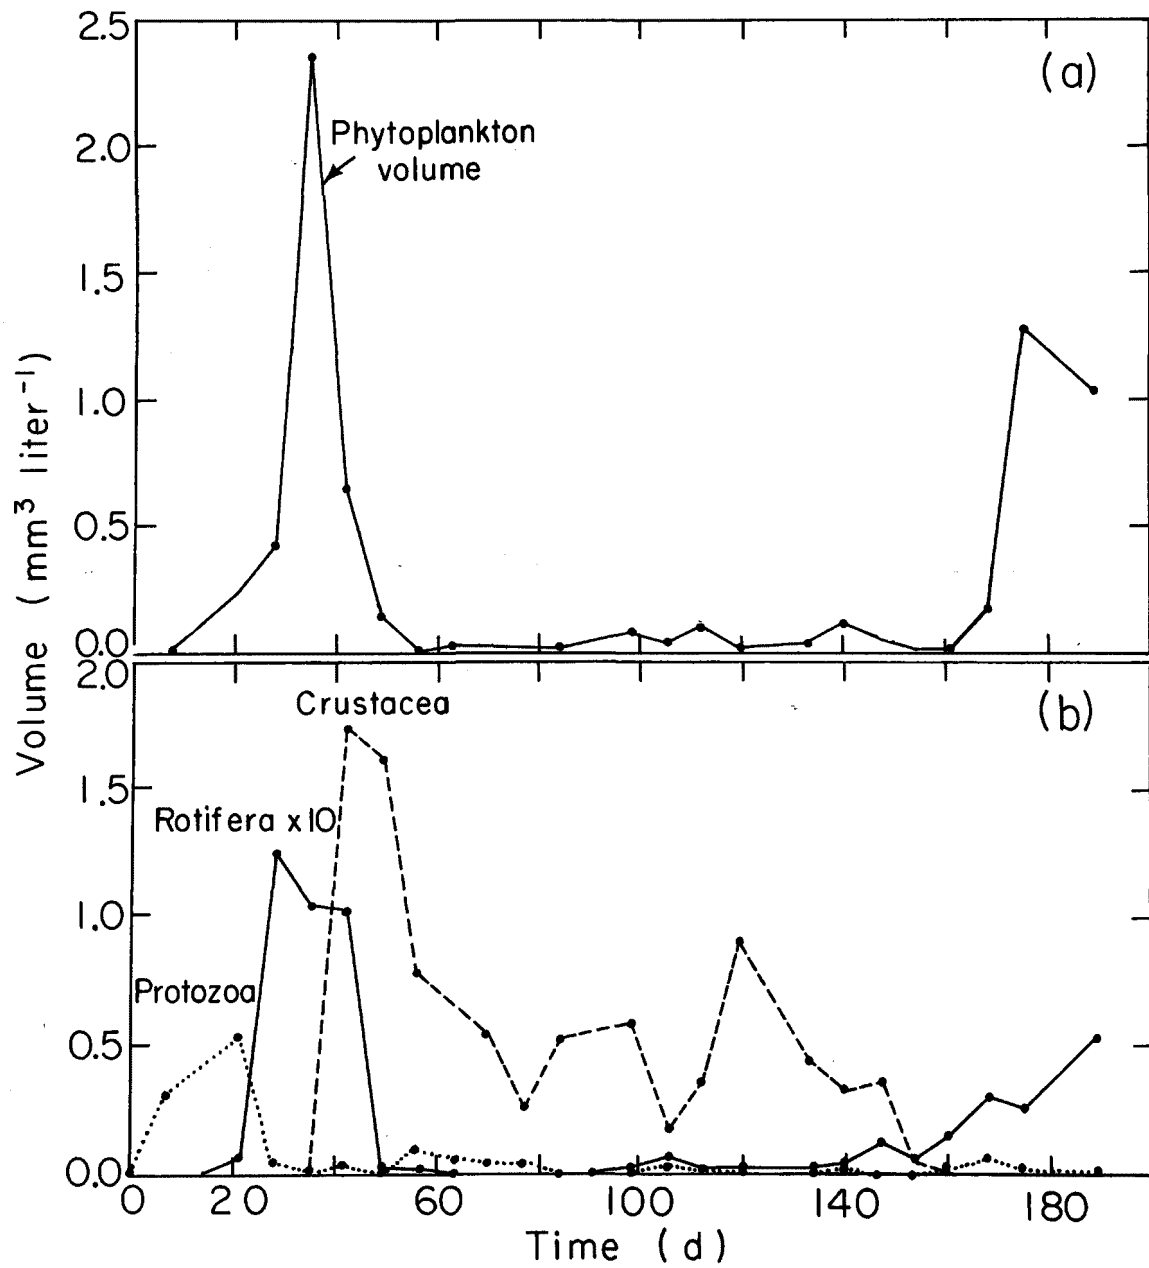 2.5
(a)
Phytoplankton
volume
2.0
1.5
1.0
0.5
0.0
Volume (mm³ liter⁻¹)
2.0
Crustacea
(b)
1.5
Rotifera x10
1.0
Protozoa
0.5
0.0
0 20 60 100 140 180
Time (d)